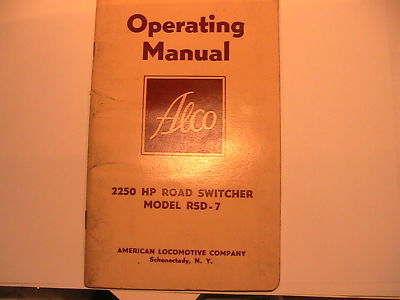 Operating
Manual
Alco
2250 HP ROAD SWITCHER
MODEL RSD-7
AMERICAN LOCOMOTIVE COMPANY
Schenectady, N. Y.